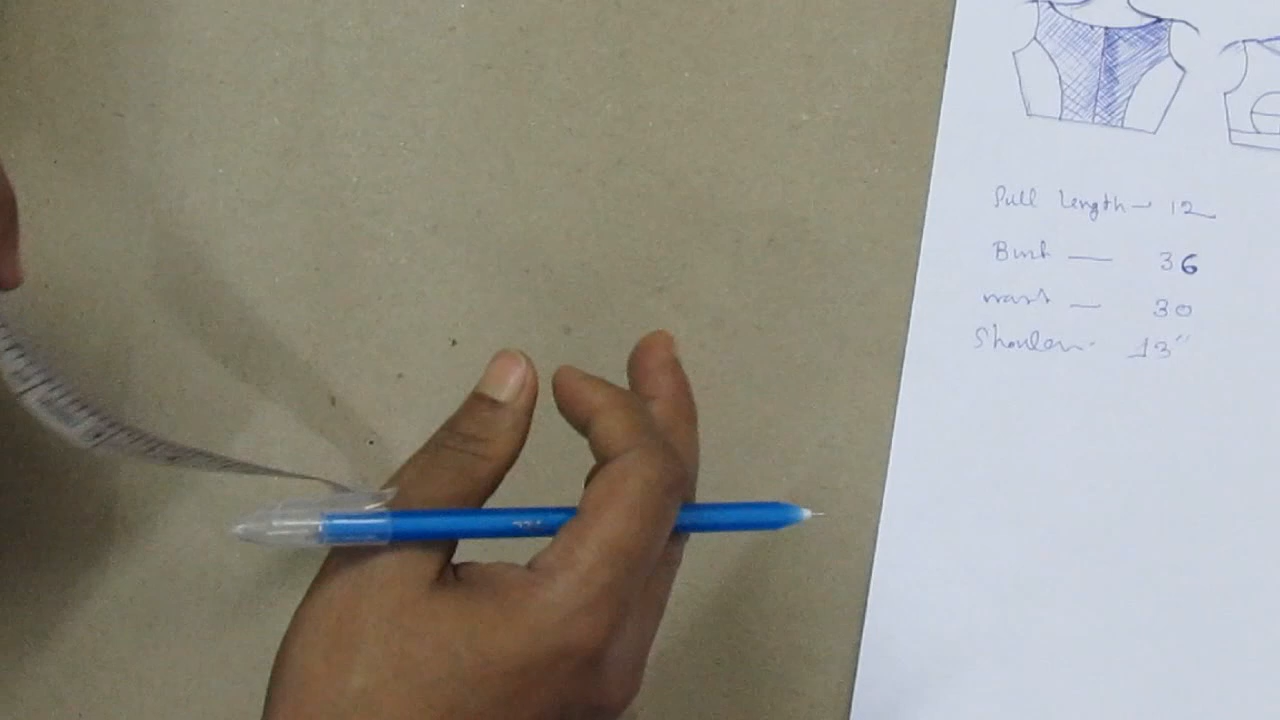 Full length - 12
Bust — 36
waist — 30
Shoulder - 13"